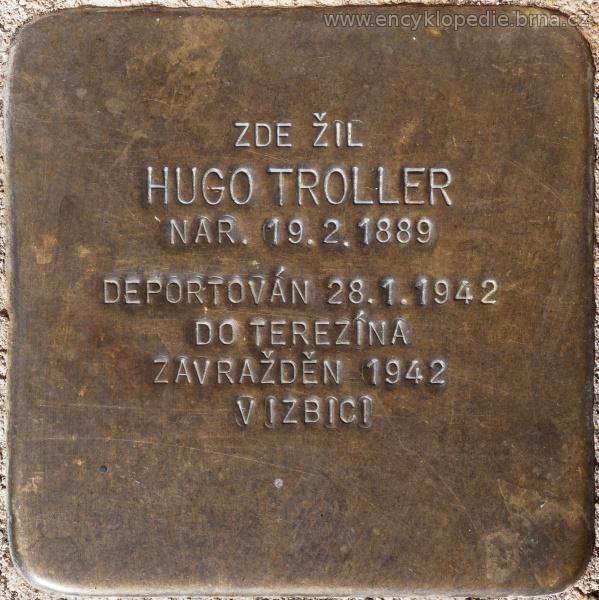 www.encyklopedie.brna.cz
ZDE ŽIL
HUGO TROLLER
NAR. 19.2.1889
DEPORTOVÁN 28.1.1942
DO TEREZÍNA
ZAVRAŽDĚN 1942
V IZBICI